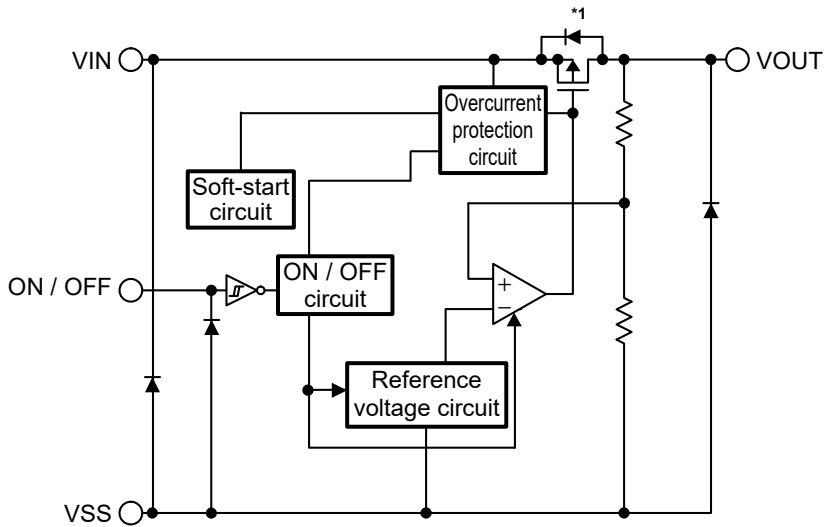 *1
VIN
VOUT
Overcurrent
protection
circuit
Soft-start
circuit
ON / OFF
ON / OFF
circuit
+
−
Reference
voltage circuit
VSS